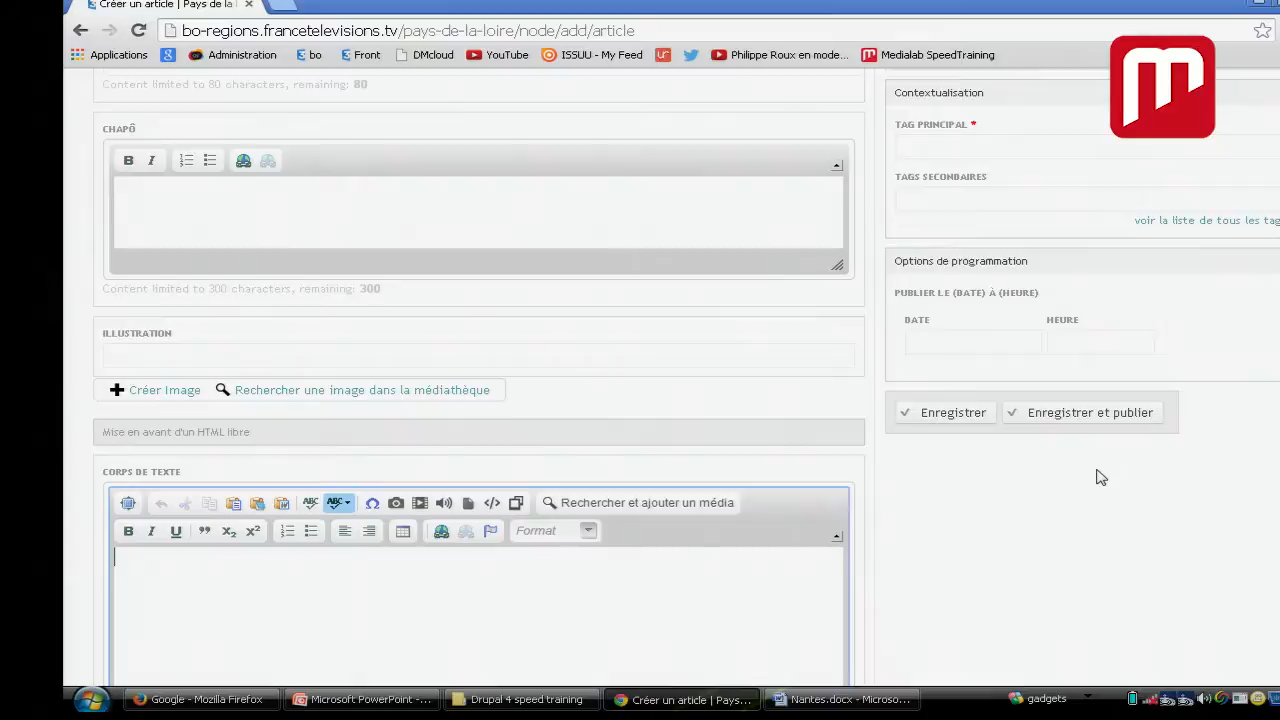 Créer un article | Pays de la
bo-regions.francetelevisions.tv/pays-de-la-loire/node/add/article
Applications Administration bo Front DMcloud YouTube ISSUU - My Feed Philippe Roux en mode... Medialab SpeedTraining
Content limited to 80 characters, remaining: 80
CHAPÔ
B I
Content limited to 300 characters, remaining: 300
ILLUSTRATION
Créer Image Rechercher une image dans la médiathèque
Mise en avant d'un HTML libre
CORPS DE TEXTE
ABC ABC Ω Rechercher et ajouter un média
B I U X₂ X² Format
Contextualisation
TAG PRINCIPAL *
TAGS SECONDAIRES
voir la liste de tous les tag
Options de programmation
PUBLIER LE (DATE) À (HEURE)
DATE HEURE
Enregistrer Enregistrer et publier
Google - Mozilla Firefox Microsoft PowerPoint - Drupal 4 speed training Créer un article | Pays... Nantes.docx - Microso... gadgets